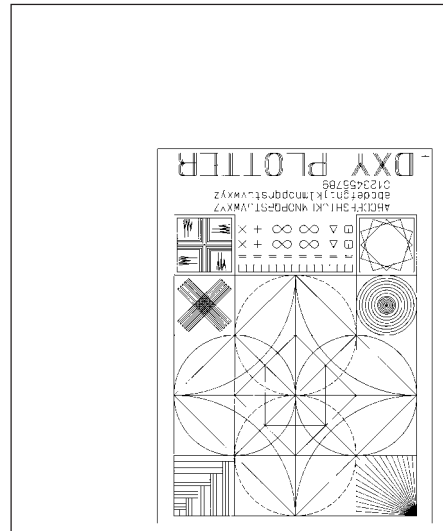 DXY PLOTTER
0123456789
abcdefghijklmnopqrstuvwxyz
ABCDEFGHIJKLMNOPQRSTUVWXYZ